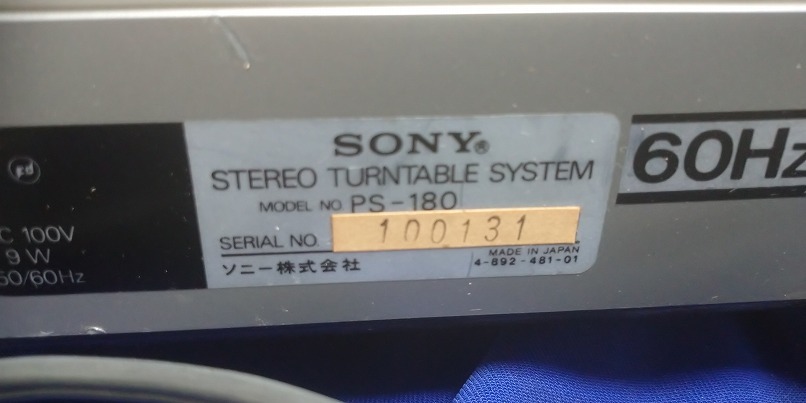 SONY®
STEREO TURNTABLE SYSTEM
MODEL NO PS-180
SERIAL NO. 100131
MADE IN JAPAN
ソニー株式会社
4-892-481-01
60Hz
100V
9 W
50/60Hz